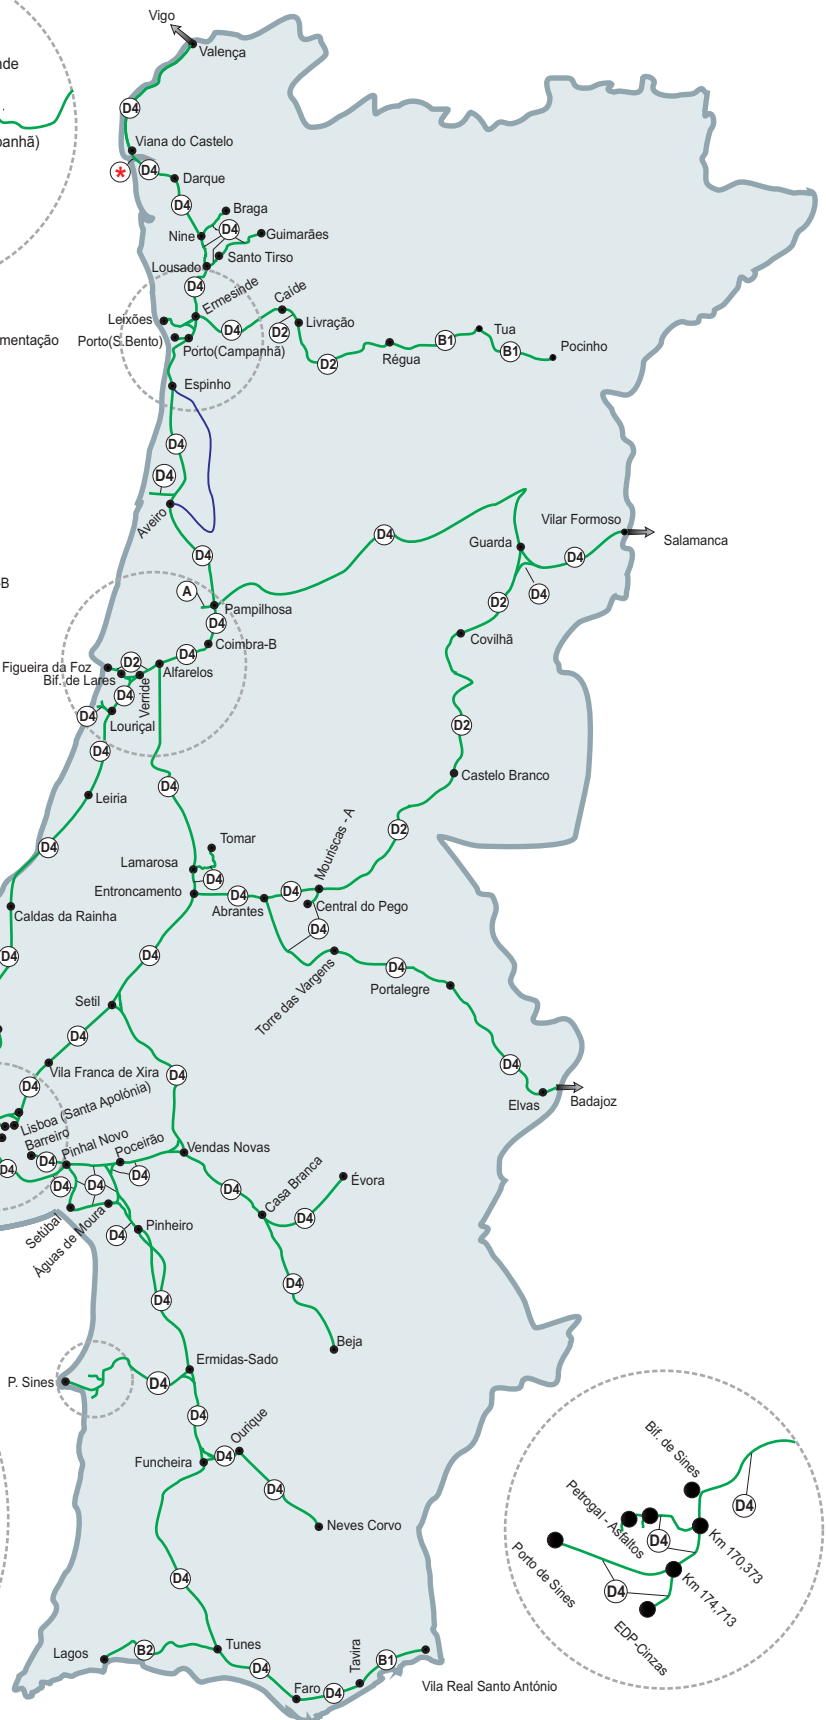 Vigo
Valença
nde
D4
.
panhã)
Viana do Castelo
*
D4
Darque
D4
Braga
Nine
D4
Guimarães
Santo Tirso
Lousado
D4
Ermesinde
Caíde
Leixões
D4
D2
Livração
mentação
Porto(S.Bento)
Porto(Campanhã)
Tua
B1
B1
Pocinho
Régua
D2
Espinho
D4
D4
Aveiro
Vilar Formoso
Salamanca
D4
Guarda
D4
D4
D4
-B
A
Pampilhosa
D2
D4
D4
Covilhã
Coimbra-B
D4
D2
Figueira da Foz
Alfarelos
Bif. de Lares
Verride
D4
D4
Louriçal
D2
D4
Leiria
Castelo Branco
D4
D2
D4
Tomar
Mouriscas - A
Lamarosa
D4
Entroncamento
D4
D4
Abrantes
Central do Pego
Caldas da Rainha
D4
D4
D4
Torre das Vargens
D4
Portalegre
Setil
D4
Vila Franca de Xira
D4
D4
D4
Elvas
Badajoz
Lisboa (Santa Apolónia)
Barreiro
D4
D4
Pinhal Novo
Poceirão
Vendas Novas
D4
D4
D4
D4
Casa Branca
Évora
D4
Setúbal
Àguas de Moura
D4
Pinheiro
D4
D4
Beja
Ermidas-Sado
P. Sines
D4
D4
Ourique
Funcheira
D4
D4
Neves Corvo
D4
Lagos
B2
Tunes
D4
Faro
D4
Tavira
B1
Vila Real Santo António
Bif. de Sines
D4
Petrogal - Asfaltos
D4
Km 170,373
Porto de Sines
D4
Km 174,713
EDP-Cinzas